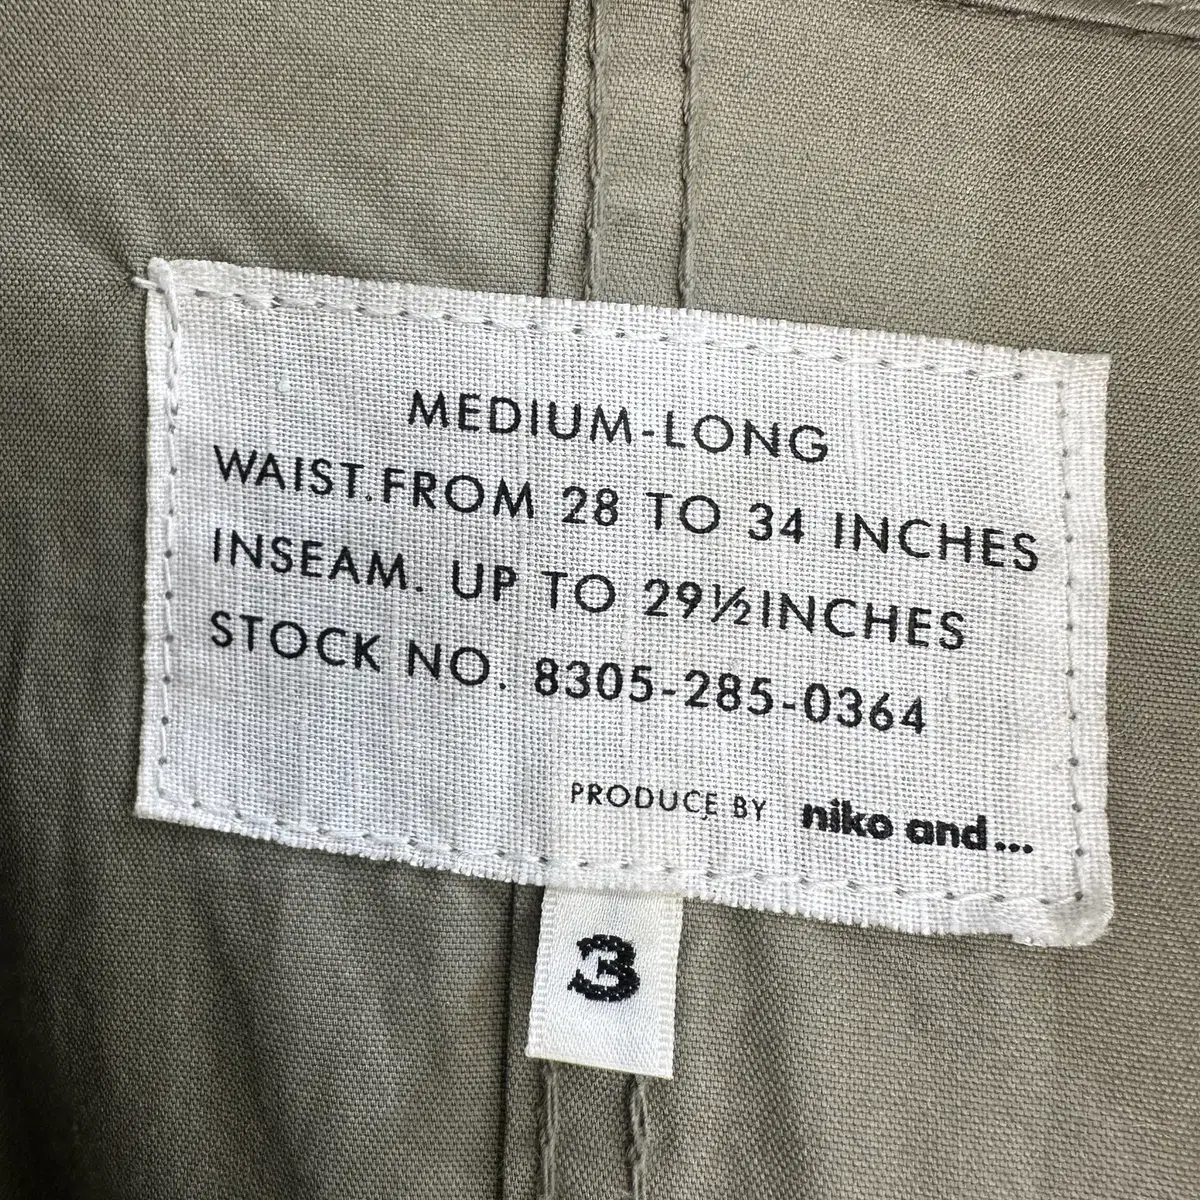 MEDIUM-LONG
WAIST.FROM 28 TO 34 INCHES
INSEAM. UP TO 29½INCHES
STOCK NO. 8305-285-0364
PRODUCE BY niko and...
3